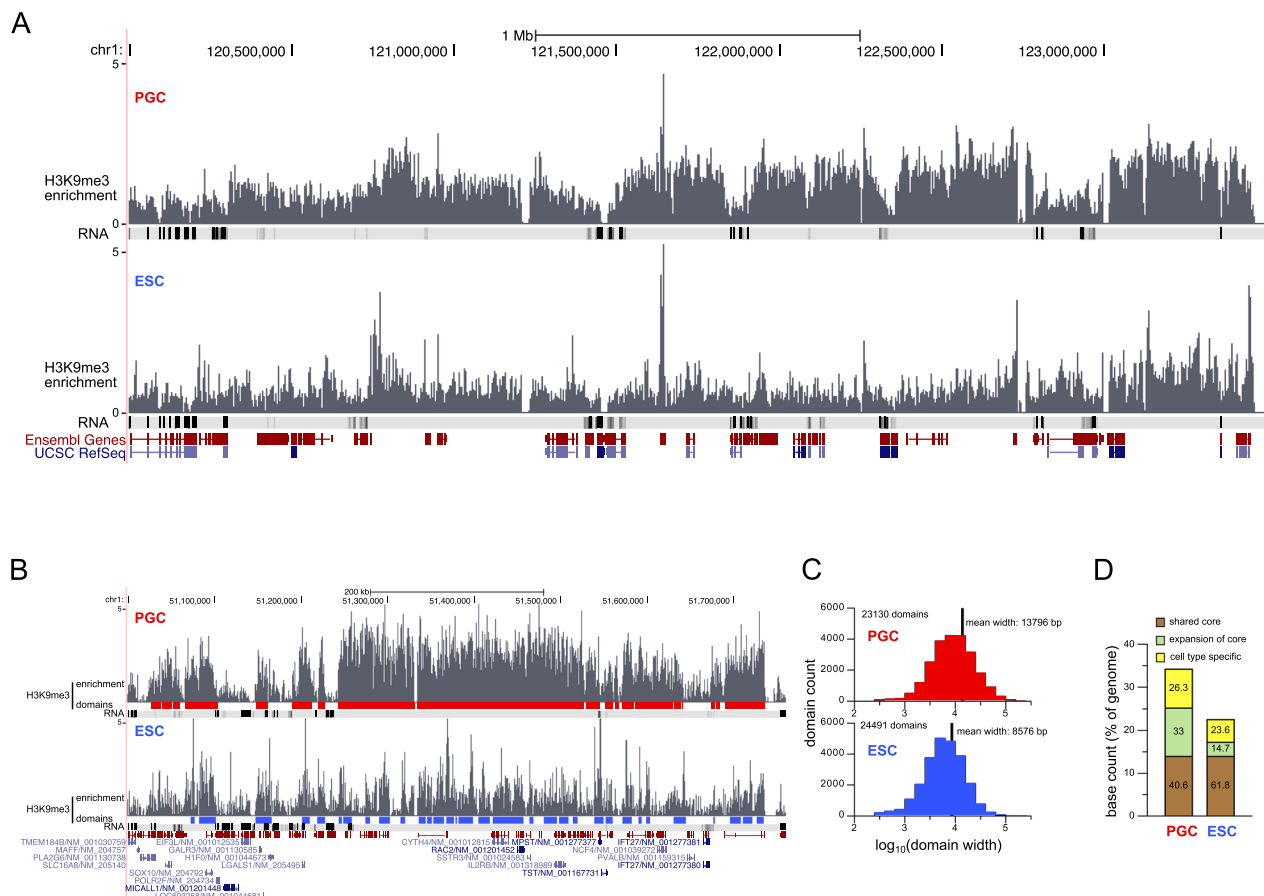 A
1 Mb
chr1: 120,500,000 121,000,000 121,500,000 122,000,000 122,500,000 123,000,000
5
PGC
H3K9me3
enrichment
0
RNA
5
ESC
H3K9me3
enrichment
0
RNA
Ensembl Genes
UCSC RefSeq
B
200 kb
chr1: 51,100,000 51,200,000 51,300,000 51,400,000 51,500,000 51,600,000 51,700,000
5
PGC
enrichment
H3K9me3
domains
RNA
5
ESC
enrichment
H3K9me3
domains
RNA
TMEM184B/NM_001030759 EIF3L/NM_001012535 CYTH4/NM_001012815 MPST/NM_001277377 IFT27/NM_001277381
MAFF/NM_204757 GALR3/NM_001130585 RAC2/NM_001201452 NCF4/NM_001039272
PLA2G6/NM_001130738 H1F0/NM_001044673 SSTR3/NM_001024583 PVALB/NM_001159315
SLC16A8/NM_205140 LGALS1/NM_205495 IL2RB/NM_001318989 IFT27/NM_001277380
SOX10/NM_204792 TST/NM_001167731
POLR2F/NM_204734
MICALL1/NM_001201448
C
domain count
6000
4000
2000
0
23130 domains
PGC
mean width: 13796 bp
2 3 4 5
6000
4000
2000
0
24491 domains
ESC
mean width: 8576 bp
2 3 4 5
log10(domain width)
D
shared core
expansion of core
cell type specific
base count (% of genome)
40
30
20
10
0
26.3
33
40.6
23.6
14.7
61.8
PGC ESC